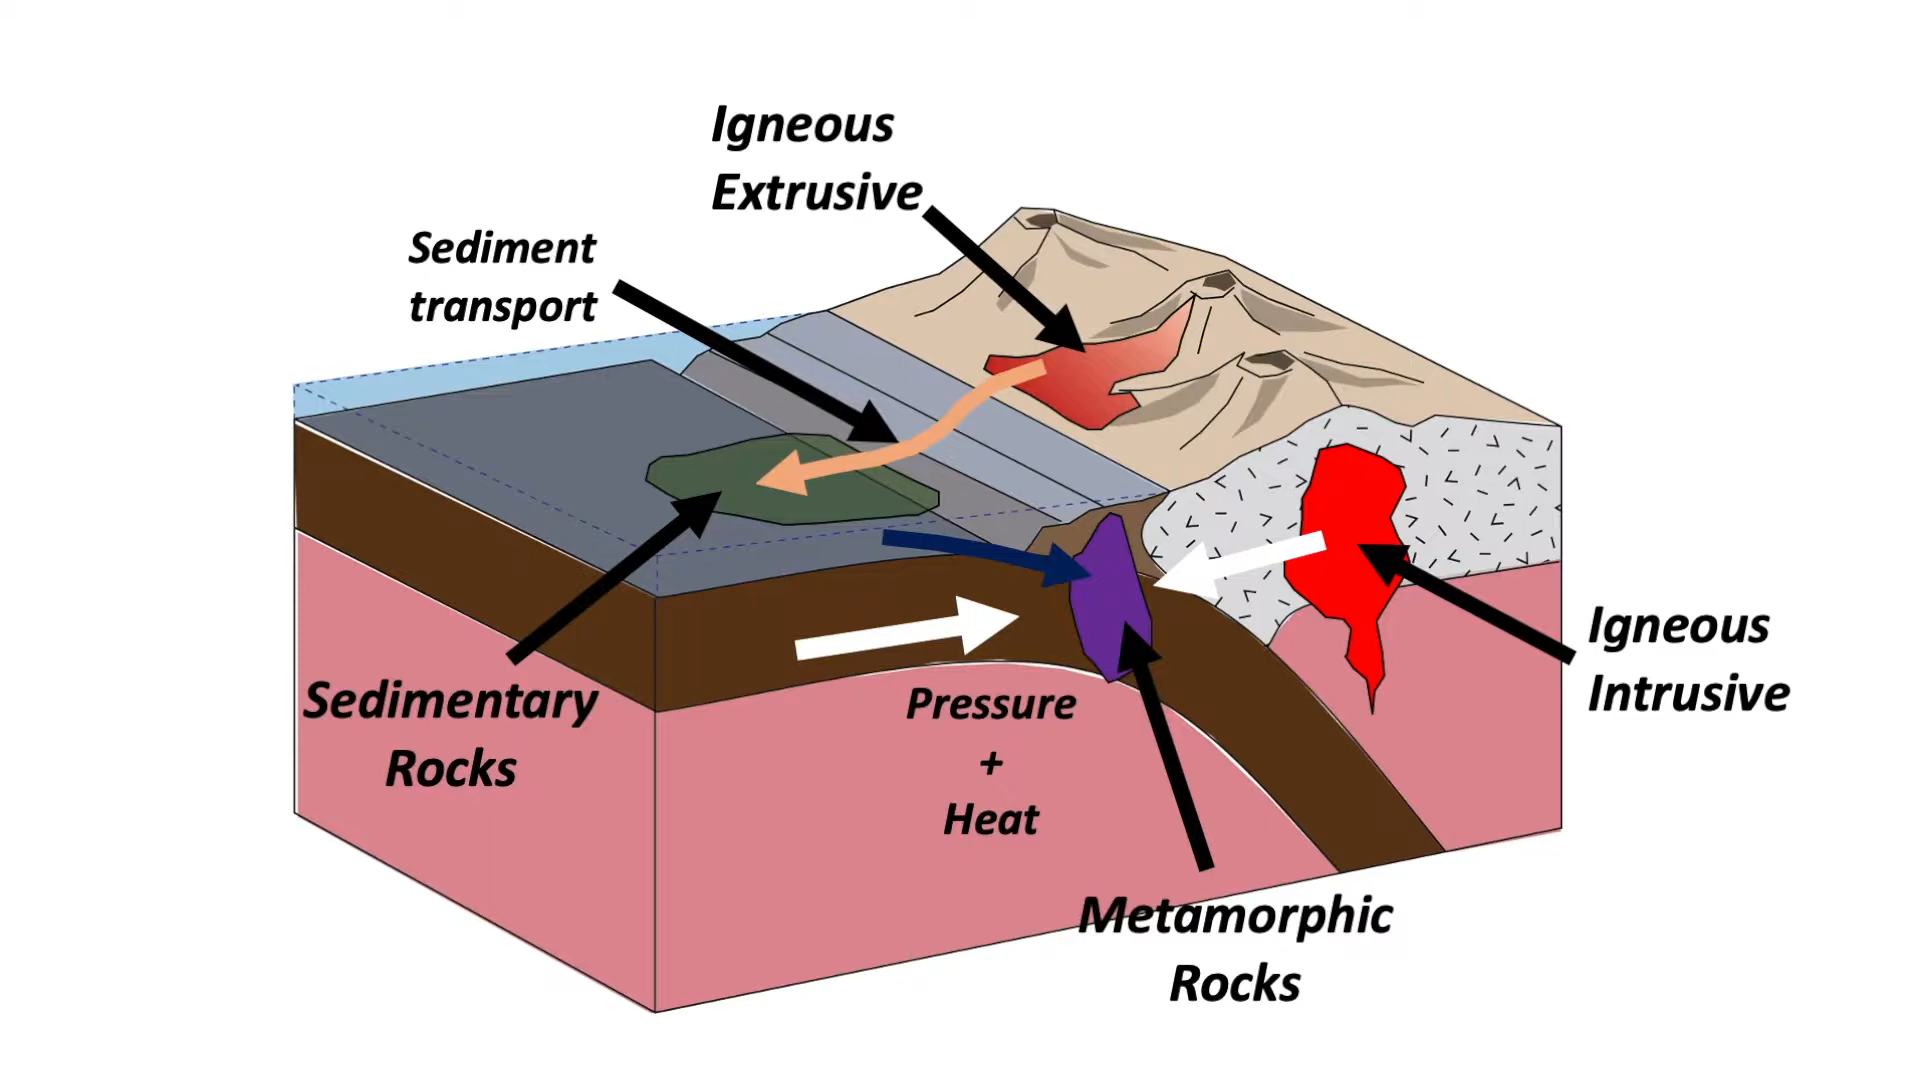 Igneous
Extrusive
Sediment
transport
Sedimentary
Rocks
Pressure
+
Heat
Igneous
Intrusive
Metamorphic
Rocks